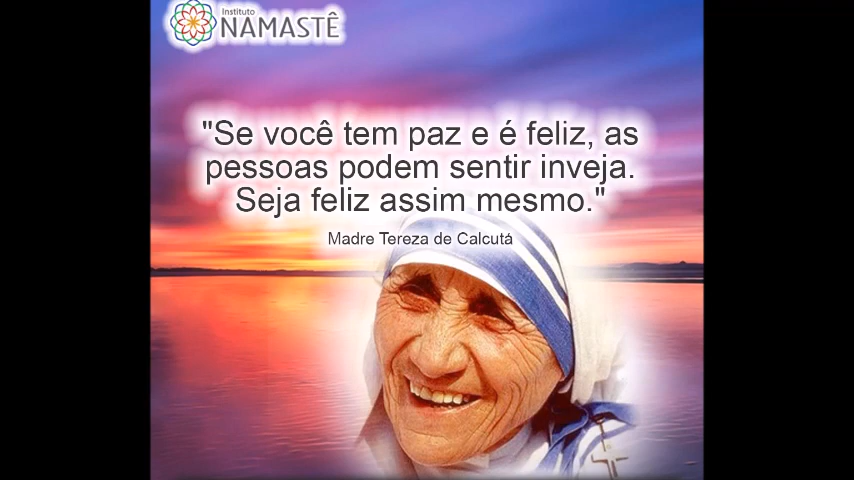 Instituto
NAMASTÊ
"Se você tem paz e é feliz, as
pessoas podem sentir inveja.
Seja feliz assim mesmo."
Madre Tereza de Calcutá